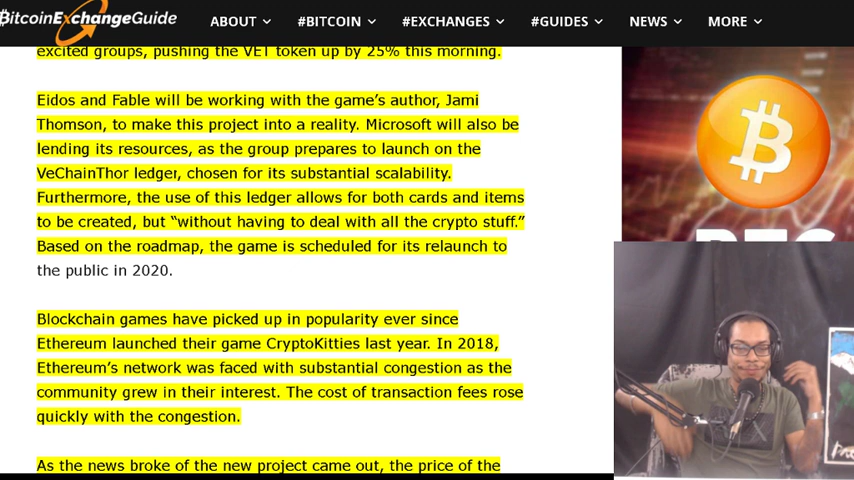 BitcoinExchangeGuide
ABOUT #BITCOIN #EXCHANGES #GUIDES NEWS MORE
excited groups, pushing the VET token up by 25% this morning.
Eidos and Fable will be working with the game's author, Jami
Thomson, to make this project into a reality. Microsoft will also be
lending its resources, as the group prepares to launch on the
VeChainThor ledger, chosen for its substantial scalability.
Furthermore, the use of this ledger allows for both cards and items
to be created, but “without having to deal with all the crypto stuff.”
Based on the roadmap, the game is scheduled for its relaunch to
the public in 2020.
Blockchain games have picked up in popularity ever since
Ethereum launched their game CryptoKitties last year. In 2018,
Ethereum's network was faced with substantial congestion as the
community grew in their interest. The cost of transaction fees rose
quickly with the congestion.
As the news broke of the new project came out, the price of the